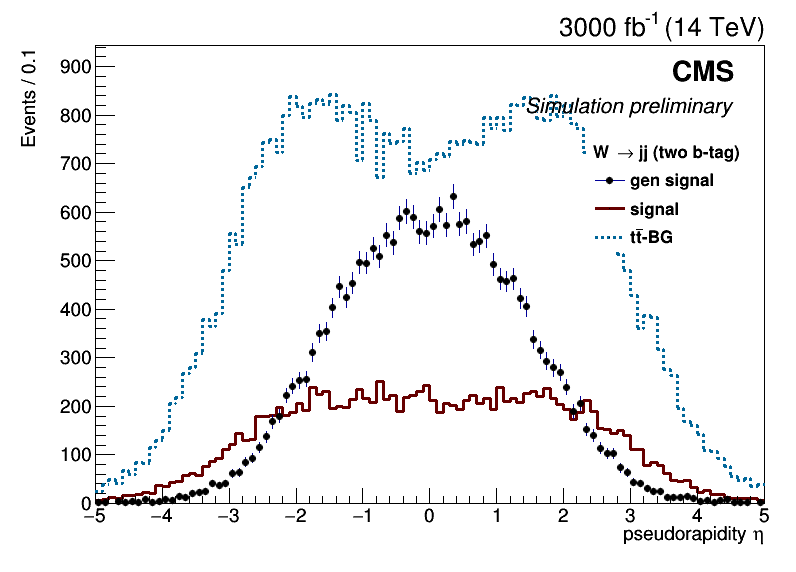 3000 fb-1 (14 TeV)
Events / 0.1
CMS
Simulation preliminary
W → jj (two b-tag)
gen signal
signal
tt̄-BG
900
800
700
600
500
400
300
200
100
0
−5 −4 −3 −2 −1 0 1 2 3 4 5
pseudorapidity η